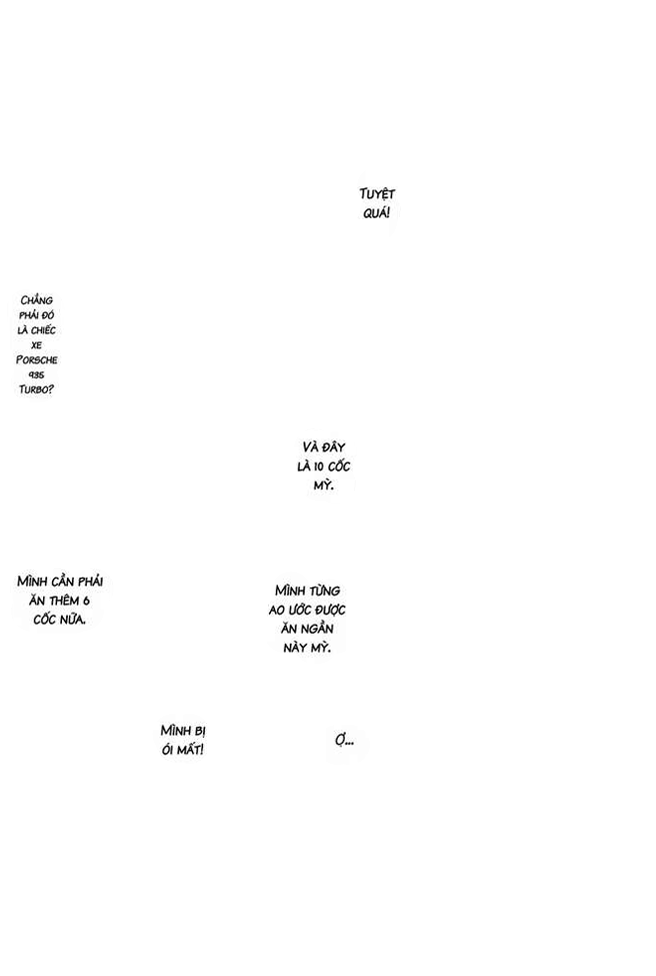 TUYỆT
QUÁ!
CHẲNG
PHẢI ĐÓ
LÀ CHIẾC
XE
PORSCHE
935
TURBO?
VÀ ĐÂY
LÀ 10 CỐC
MỲ.
MÌNH TỪNG
AO ƯỚC ĐƯỢC
ĂN NGẦN
NÀY MỲ.
MÌNH CẦN PHẢI
ĂN THÊM 6
CỐC NỮA.
Ợ...
MÌNH BỊ
ÓI MẤT!